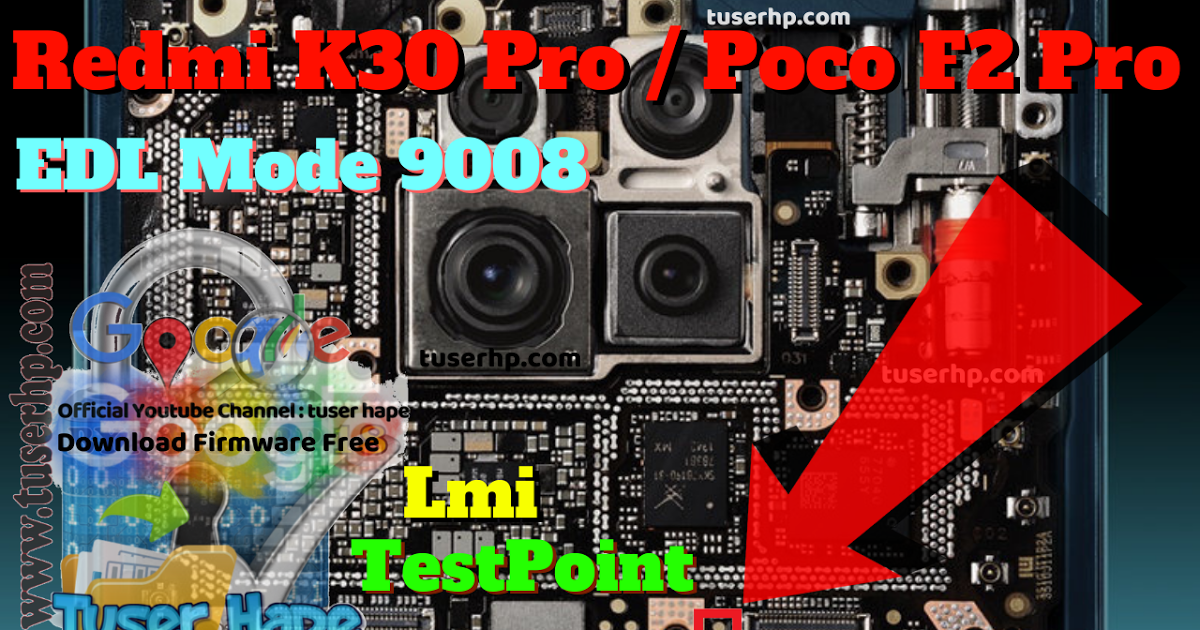 tuserhp.com
Redmi K30 Pro / Poco F2 Pro
EDL Mode 9008
www.tuserhp.com
Google
tuserhp.com
tuserhp.com
Official Youtube Channel : tuser hape
Download Firmware Free
Lmi
TestPoint
Tuser Hape